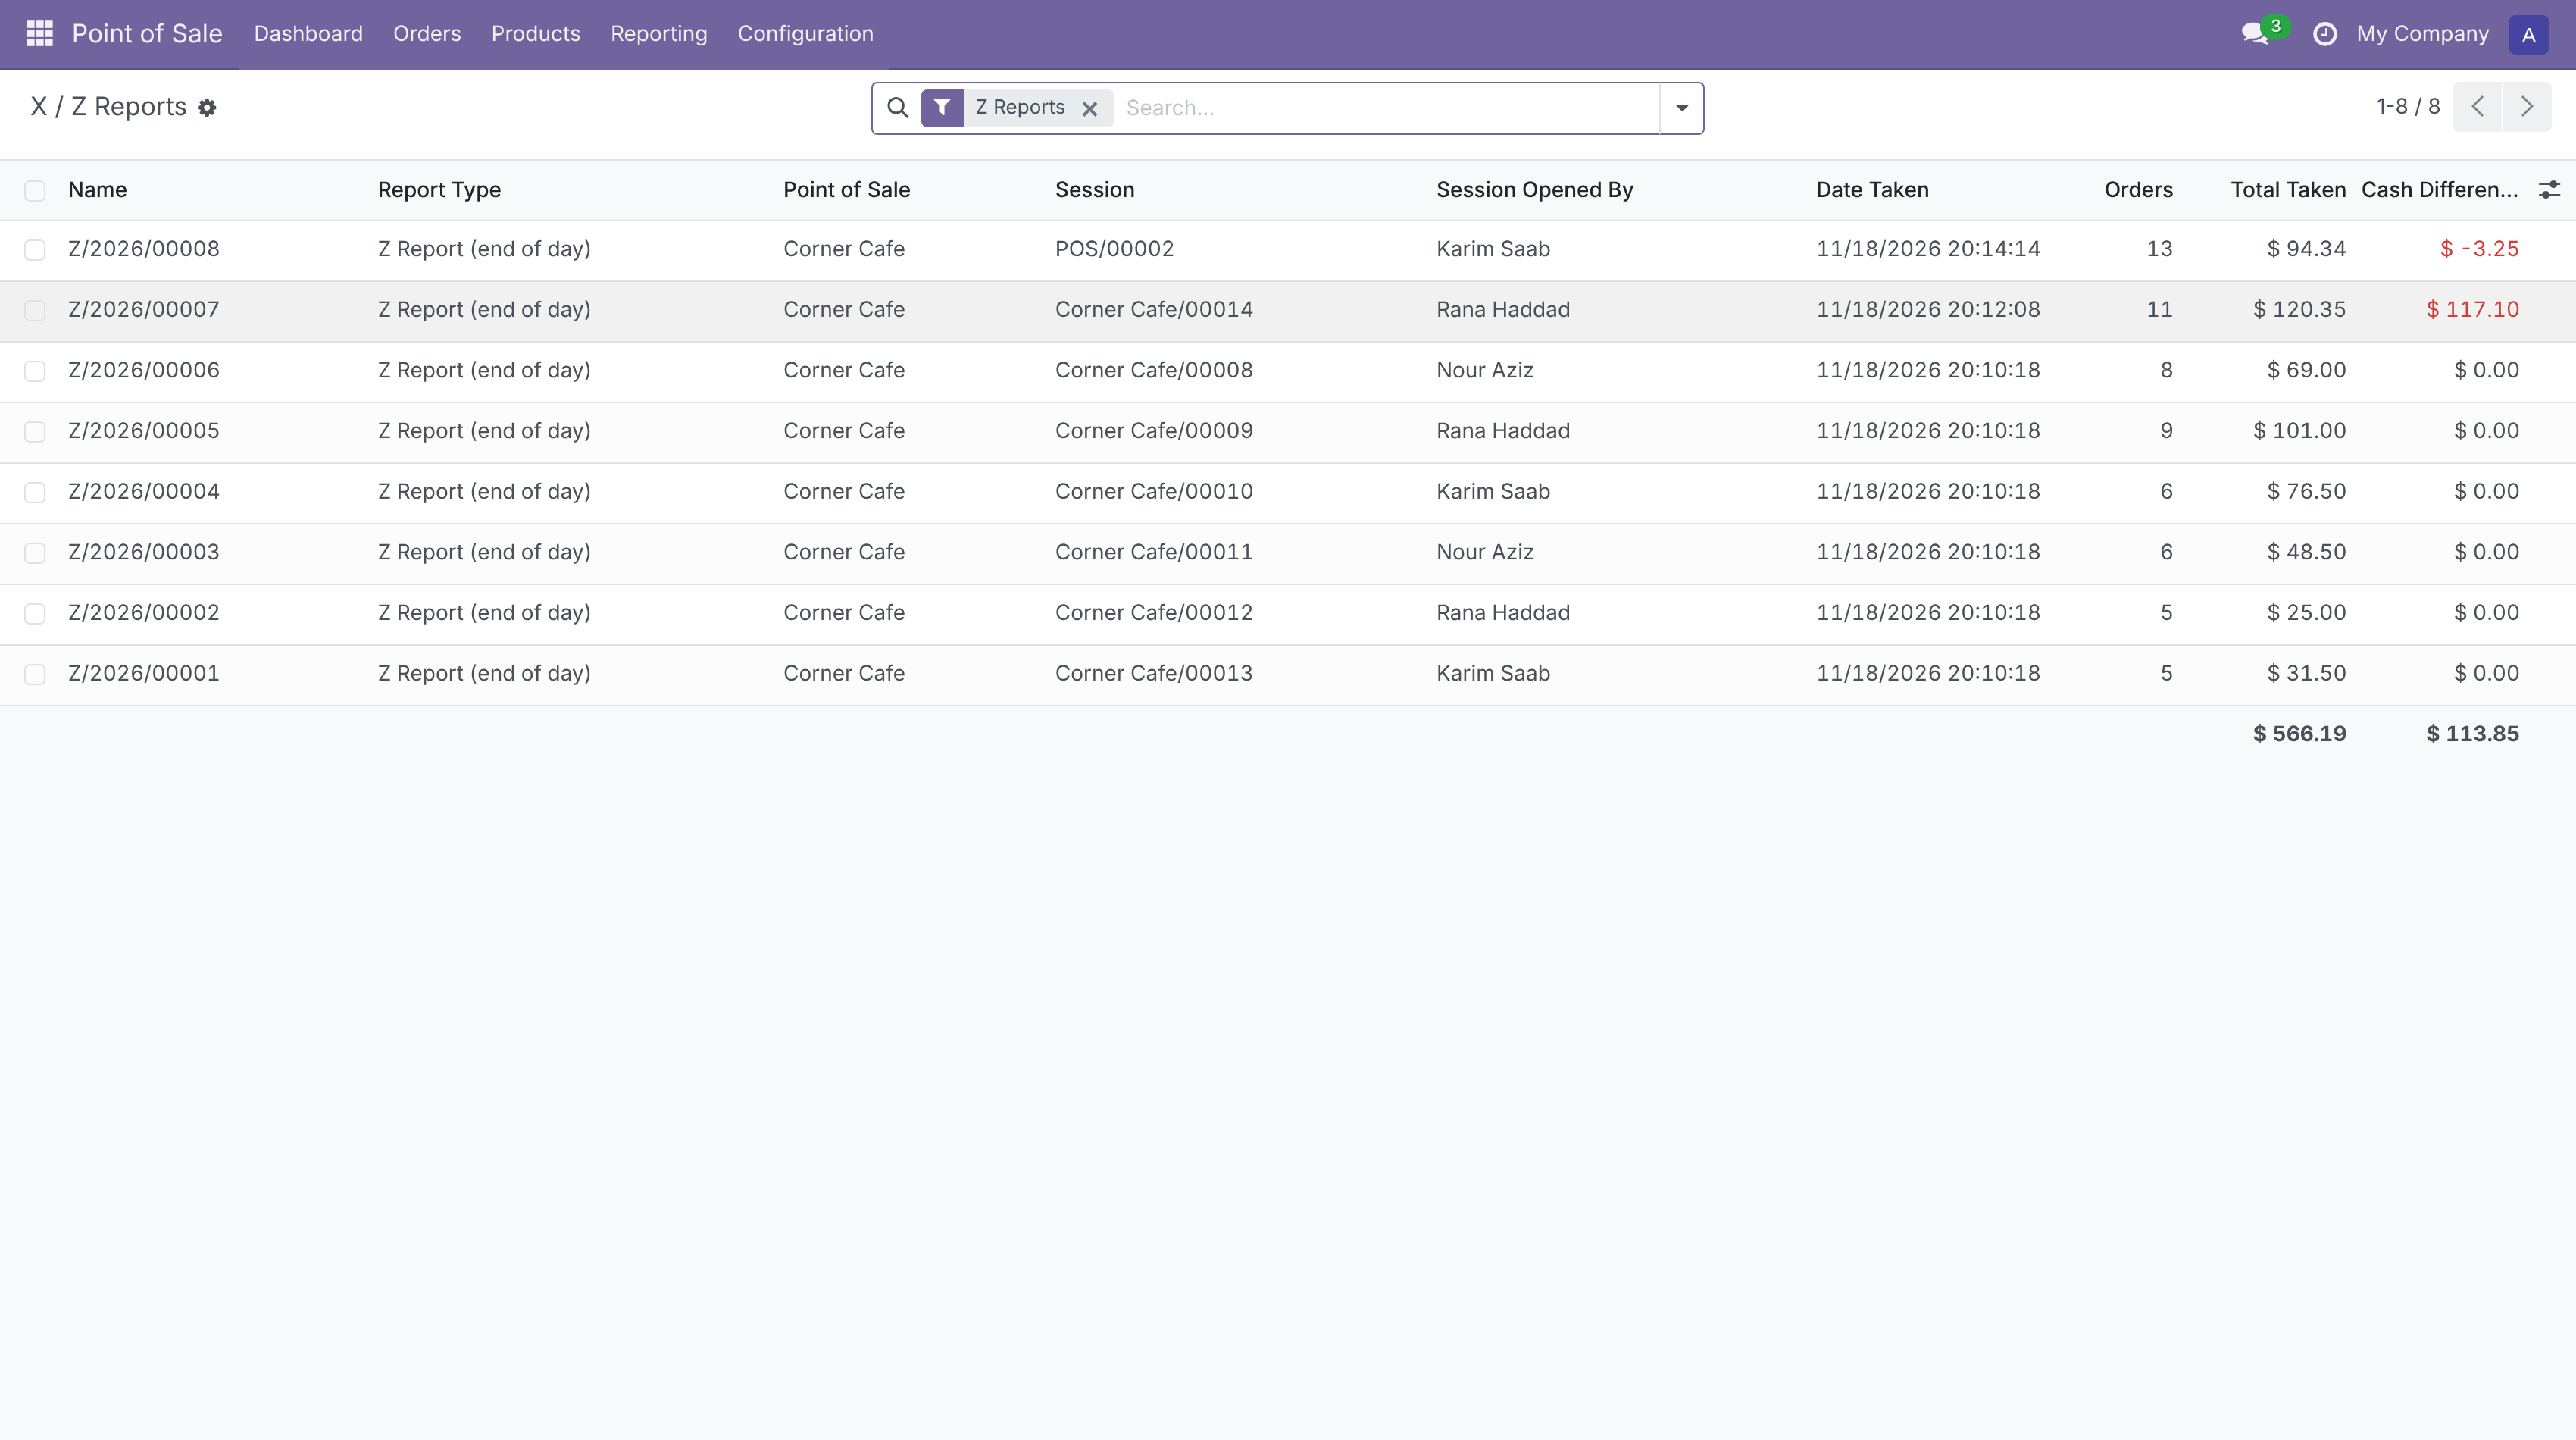 Point of Sale Dashboard Orders Products Reporting Configuration 3 My Company A
X / Z Reports Z Reports Search... 1-8 / 8
Name Report Type Point of Sale Session Session Opened By Date Taken Orders Total Taken Cash Differen...
Z/2026/00008 Z Report (end of day) Corner Cafe POS/00002 Karim Saab 11/18/2026 20:14:14 13 $ 94.34 $ -3.25
Z/2026/00007 Z Report (end of day) Corner Cafe Corner Cafe/00014 Rana Haddad 11/18/2026 20:12:08 11 $ 120.35 $ 117.10
Z/2026/00006 Z Report (end of day) Corner Cafe Corner Cafe/00008 Nour Aziz 11/18/2026 20:10:18 8 $ 69.00 $ 0.00
Z/2026/00005 Z Report (end of day) Corner Cafe Corner Cafe/00009 Rana Haddad 11/18/2026 20:10:18 9 $ 101.00 $ 0.00
Z/2026/00004 Z Report (end of day) Corner Cafe Corner Cafe/00010 Karim Saab 11/18/2026 20:10:18 6 $ 76.50 $ 0.00
Z/2026/00003 Z Report (end of day) Corner Cafe Corner Cafe/00011 Nour Aziz 11/18/2026 20:10:18 6 $ 48.50 $ 0.00
Z/2026/00002 Z Report (end of day) Corner Cafe Corner Cafe/00012 Rana Haddad 11/18/2026 20:10:18 5 $ 25.00 $ 0.00
Z/2026/00001 Z Report (end of day) Corner Cafe Corner Cafe/00013 Karim Saab 11/18/2026 20:10:18 5 $ 31.50 $ 0.00
$ 566.19 $ 113.85